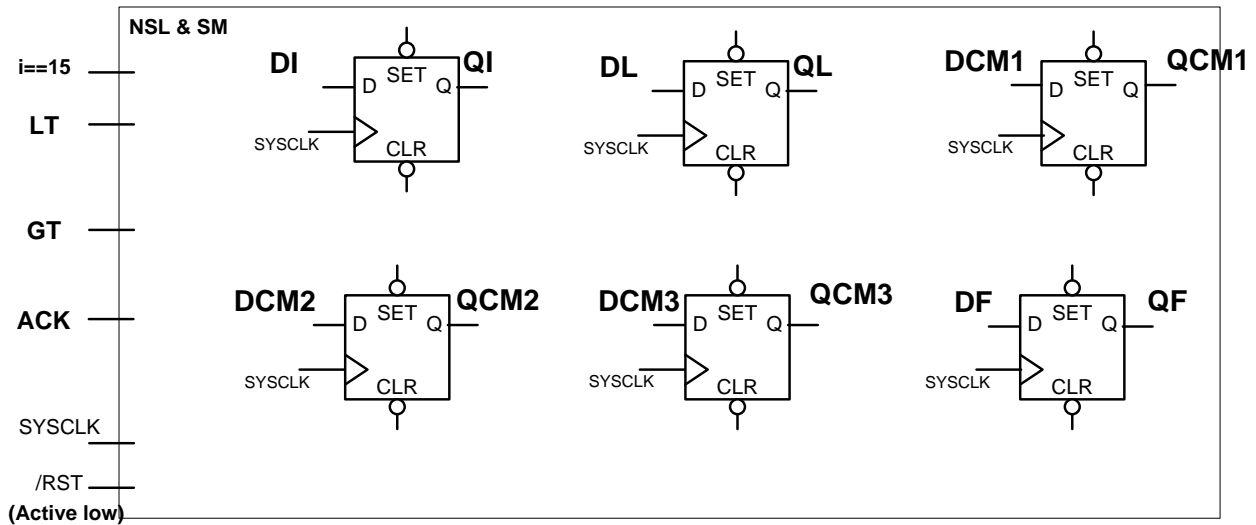 NSL & SM
i==15
LT
GT
ACK
SYSCLK
/RST
(Active low)
DI
QI
SET
D
Q
SYSCLK
CLR
DL
QL
SET
D
Q
SYSCLK
CLR
DCM1
QCM1
SET
D
Q
SYSCLK
CLR
DCM2
QCM2
SET
D
Q
SYSCLK
CLR
DCM3
QCM3
SET
D
Q
SYSCLK
CLR
DF
QF
SET
D
Q
SYSCLK
CLR